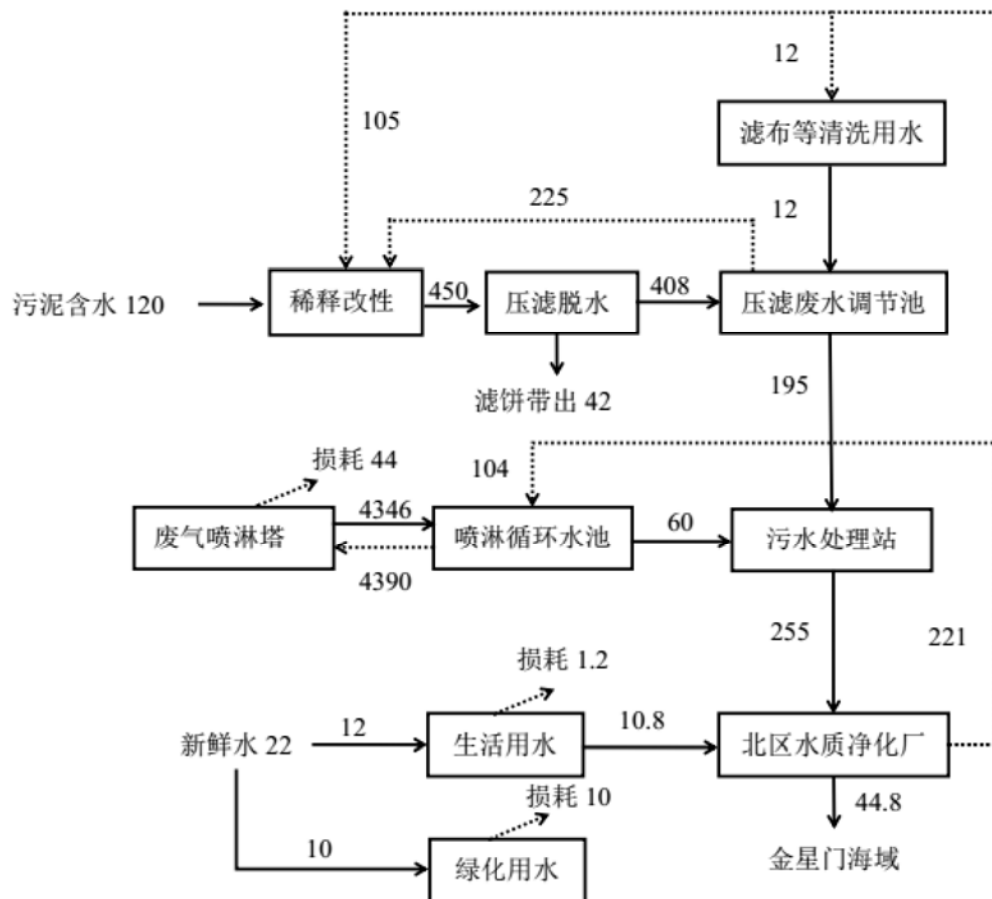 12
105
滤布等清洗用水
225
12
污泥含水 120
稀释改性
450
压滤脱水
408
压滤废水调节池
滤饼带出 42
195
损耗 44
104
废气喷淋塔
4346
喷淋循环水池
60
污水处理站
4390
255
221
损耗 1.2
新鲜水 22
12
生活用水
10.8
北区水质净化厂
损耗 10
44.8
10
绿化用水
金星门海域